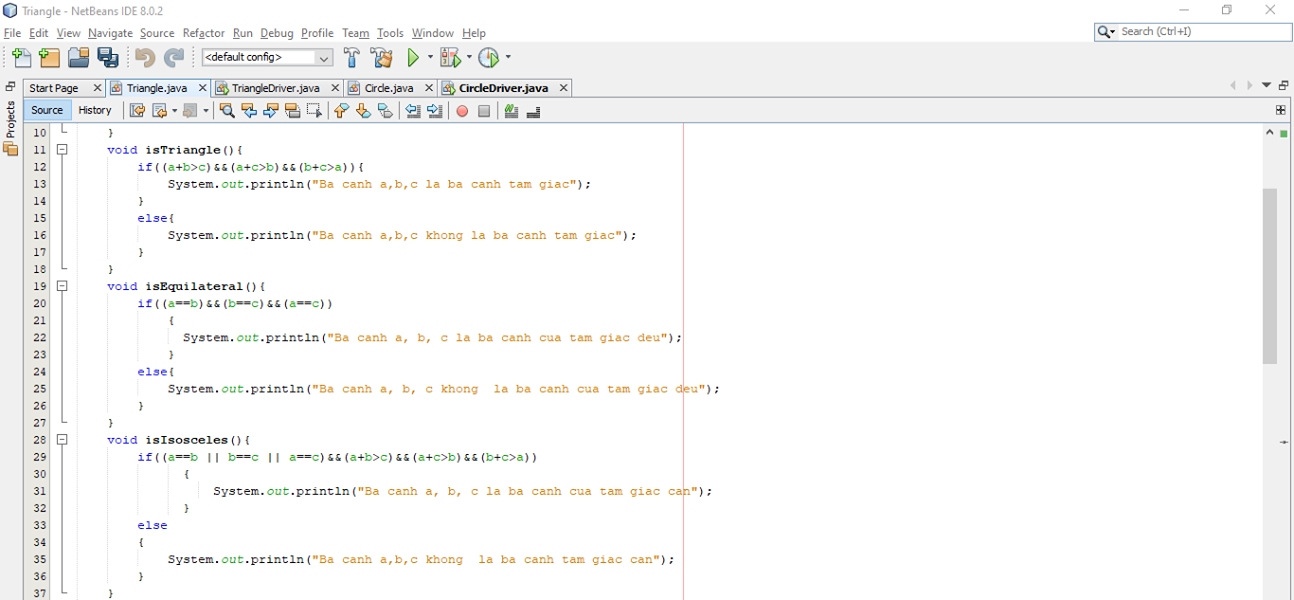 Triangle - NetBeans IDE 8.0.2
File Edit View Navigate Source Refactor Run Debug Profile Team Tools Window Help
Search (Ctrl+I)
<default config>
Start Page Triangle.java TriangleDriver.java Circle.java CircleDriver.java
Source History
Projects
10 }
11 void isTriangle(){
12 if((a+b>c)&&(a+c>b)&&(b+c>a)){
13 System.out.println("Ba canh a,b,c la ba canh tam giac");
14 }
15 else{
16 System.out.println("Ba canh a,b,c khong la ba canh tam giac");
17 }
18 }
19 void isEquilateral(){
20 if((a==b)&&(b==c)&&(a==c))
21 {
22 System.out.println("Ba canh a, b, c la ba canh cua tam giac deu");
23 }
24 else{
25 System.out.println("Ba canh a, b, c khong  la ba canh cua tam giac deu");
26 }
27 }
28 void isIsosceles(){
29 if((a==b || b==c || a==c)&&(a+b>c)&&(a+c>b)&&(b+c>a))
30 {
31 System.out.println("Ba canh a, b, c la ba canh cua tam giac can");
32 }
33 else
34 {
35 System.out.println("Ba canh a,b,c khong  la ba canh tam giac can");
36 }
37 }